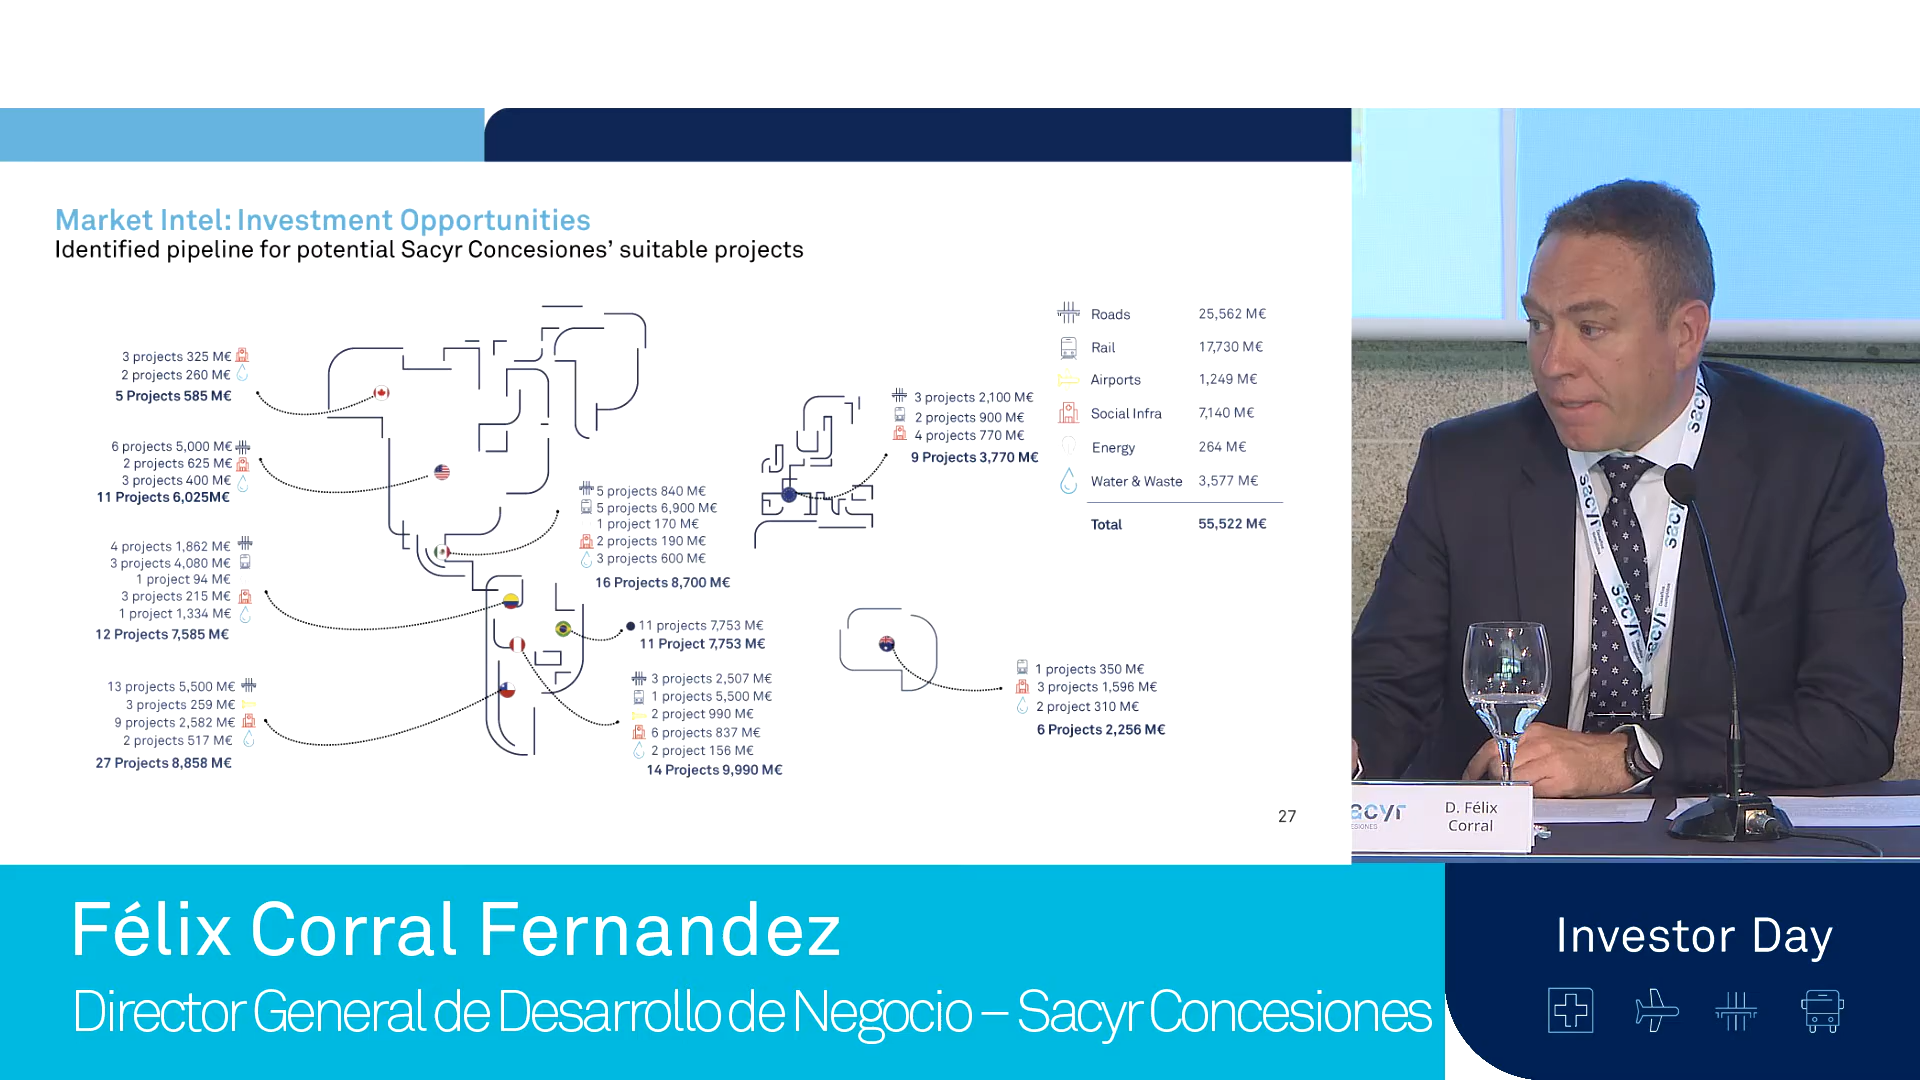 Market Intel: Investment Opportunities
Identified pipeline for potential Sacyr Concesiones’ suitable projects
3 projects 325 M€
2 projects 260 M€
5 Projects 585 M€
6 projects 5,000 M€
2 projects 625 M€
3 projects 400 M€
11 Projects 6,025M€
4 projects 1,862 M€
3 projects 4,080 M€
1 project 94 M€
3 projects 215 M€
1 project 1,334 M€
12 Projects 7,585 M€
13 projects 5,500 M€
3 projects 259 M€
9 projects 2,582 M€
2 projects 517 M€
27 Projects 8,858 M€
5 projects 840 M€
5 projects 6,900 M€
1 project 170 M€
2 projects 190 M€
3 projects 600 M€
16 Projects 8,700 M€
11 projects 7,753 M€
11 Project 7,753 M€
3 projects 2,507 M€
1 projects 5,500 M€
2 project 990 M€
6 projects 837 M€
2 project 156 M€
14 Projects 9,990 M€
3 projects 2,100 M€
2 projects 900 M€
4 projects 770 M€
9 Projects 3,770 M€
1 projects 350 M€
3 projects 1,596 M€
2 project 310 M€
6 Projects 2,256 M€
Roads 25,562 M€
Rail 17,730 M€
Airports 1,249 M€
Social Infra 7,140 M€
Energy 264 M€
Water & Waste 3,577 M€
Total 55,522 M€
27
sacyr
sacyr
sacyr
sacyr
sacyr
D. Félix
Corral
Félix Corral Fernandez
Director General de Desarrollo de Negocio – Sacyr Concesiones
Investor Day